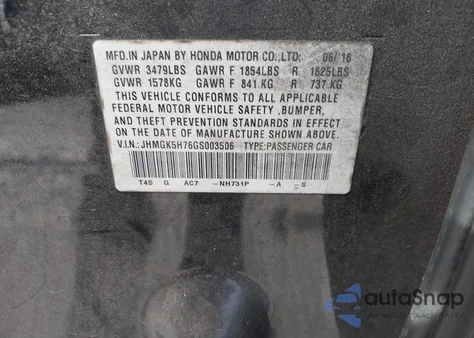 MFD. IN JAPAN BY HONDA MOTOR CO., LTD. 06/16
GVWR 3479LBS GAWR F 1854LBS R 1625LBS
GVWR 1578KG GAWR F 841 KG R 737 KG
THIS VEHICLE CONFORMS TO ALL APPLICABLE
FEDERAL MOTOR VEHICLE SAFETY ,BUMPER,
AND THEFT PREVENTION STANDARDS IN EFFECT
ON THE DATE OF MANUFACTURE SHOWN ABOVE.
V.I.N.: JHMGK5H76GS003506 TYPE:PASSENGER CAR
T4S G AC7 -NH731P -A S
autoSnap